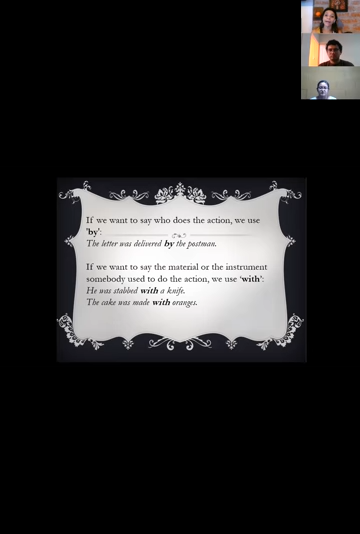 If we want to say who does the action, we use
'by':
The letter was delivered by the postman.
If we want to say the material or the instrument
somebody used to do the action, we use 'with':
He was stabbed with a knife.
The cake was made with oranges.